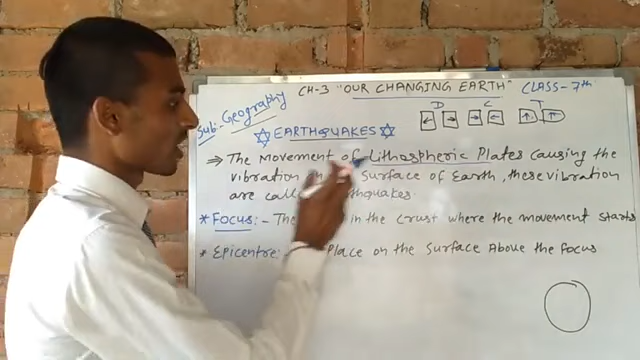 CH-3 "OUR CHANGING EARTH" CLASS-7th
Sub: Geography
D C T
EARTHQUAKES
⇒ The Movement of Lithospheric Plates causing the
vibration on Surface of Earth, these vibration
are earthquakes.
* Focus:- The in the Crust where the movement starts
* Epicentre:- Place on the Surface Above the Focus